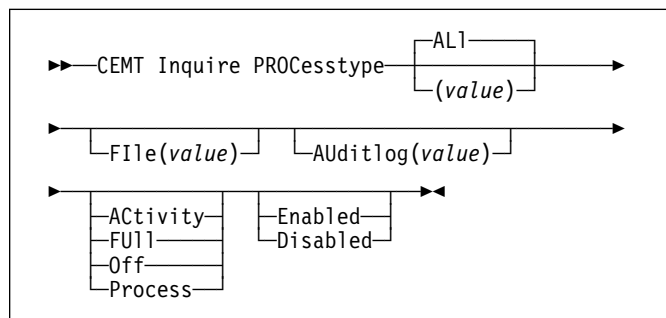 ALl
CEMT Inquire PROCesstype
(value)
FIle(value) AUditlog(value)
ACtivity Enabled
FUll Disabled
Off
Process